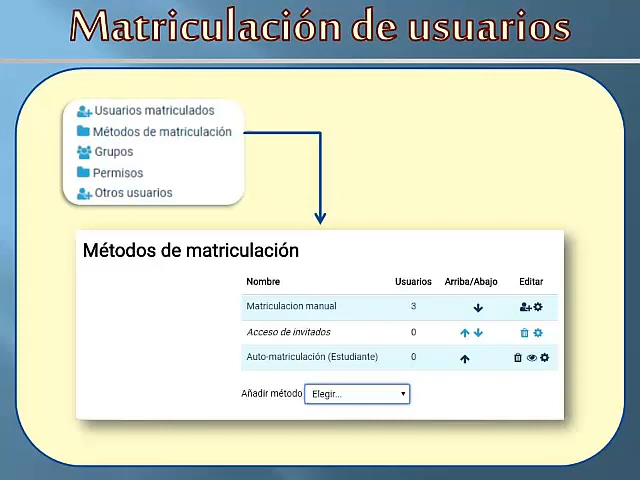 Matriculación de usuarios
Usuarios matriculados
Métodos de matriculación
Grupos
Permisos
Otros usuarios
Métodos de matriculación
Nombre Usuarios Arriba/Abajo Editar
Matriculacion manual 3
Acceso de invitados 0
Auto-matriculación (Estudiante) 0
Añadir método Elegir...